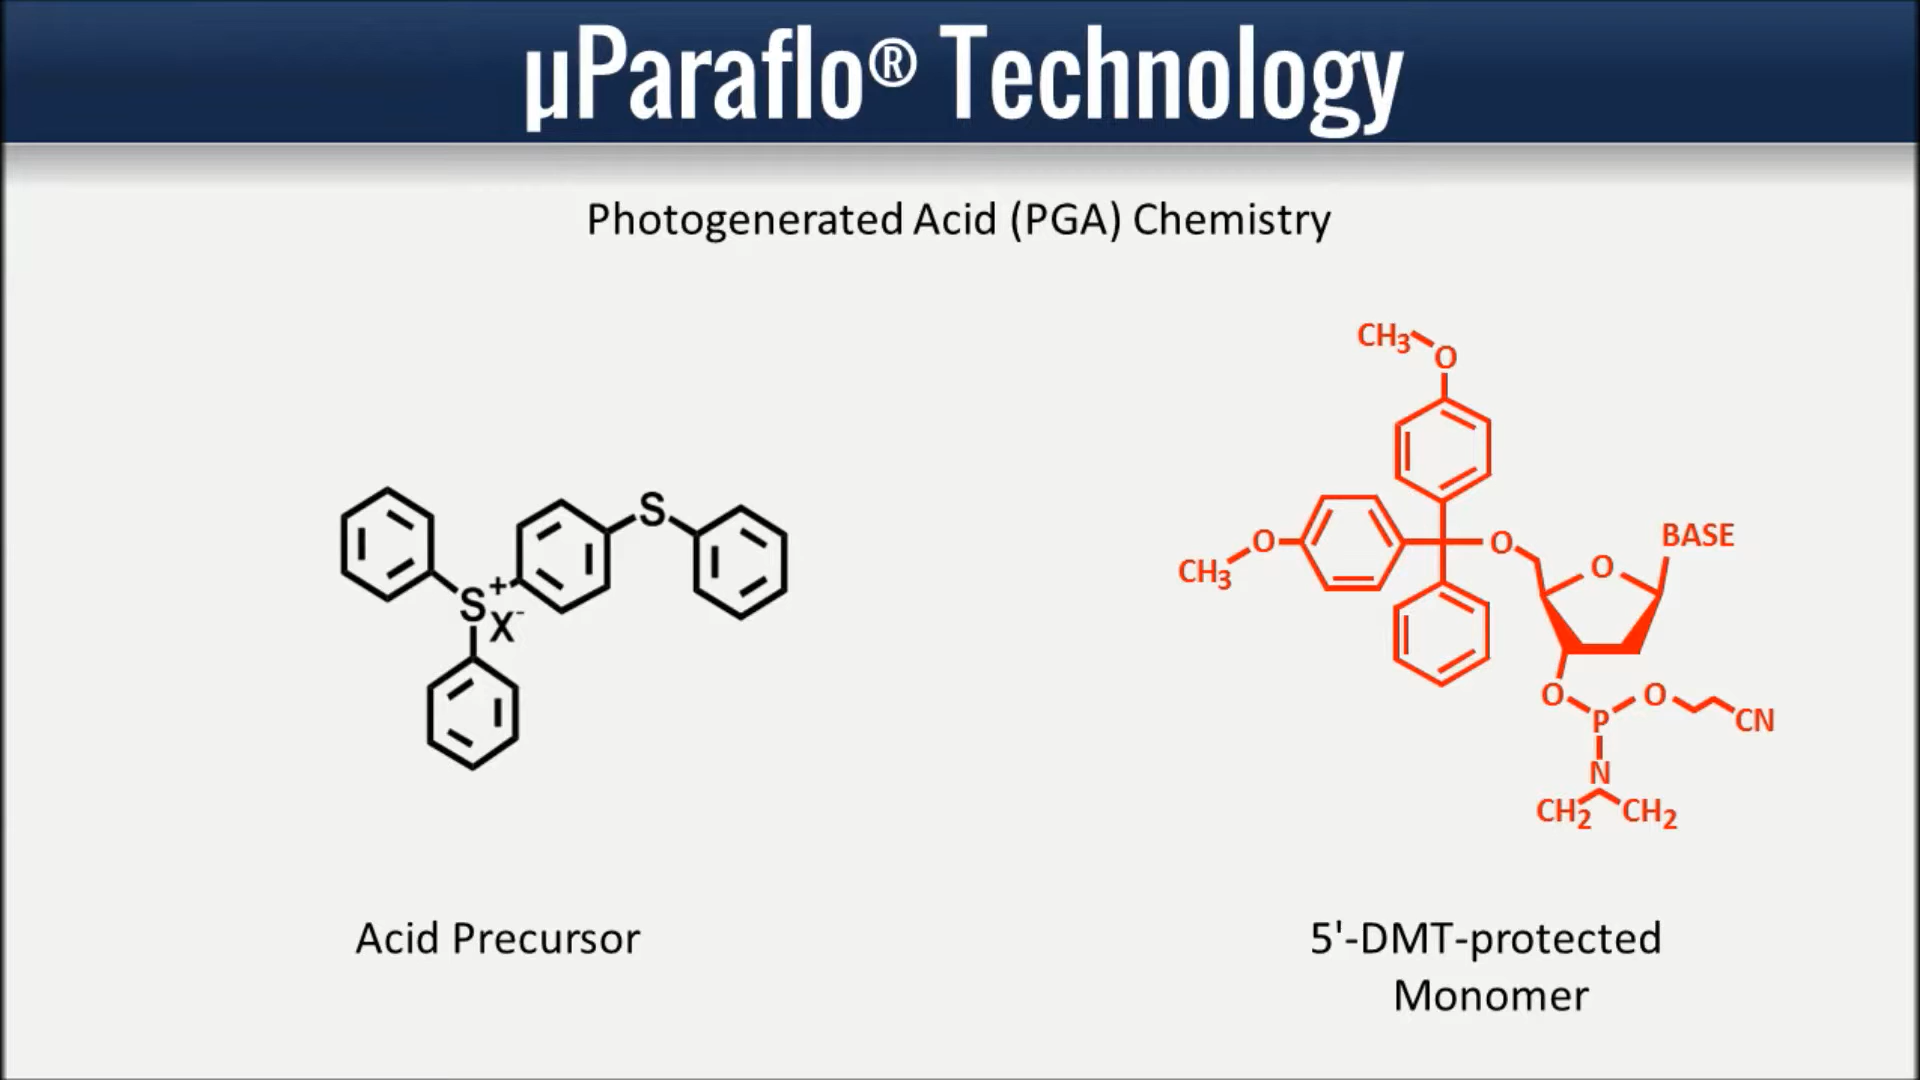 µParaflo® Technology
Photogenerated Acid (PGA) Chemistry
CH3
O
S
S+
X-
O
CH3
O
O
BASE
O
P
O
CN
N
CH2
CH2
Acid Precursor
5'-DMT-protected
Monomer